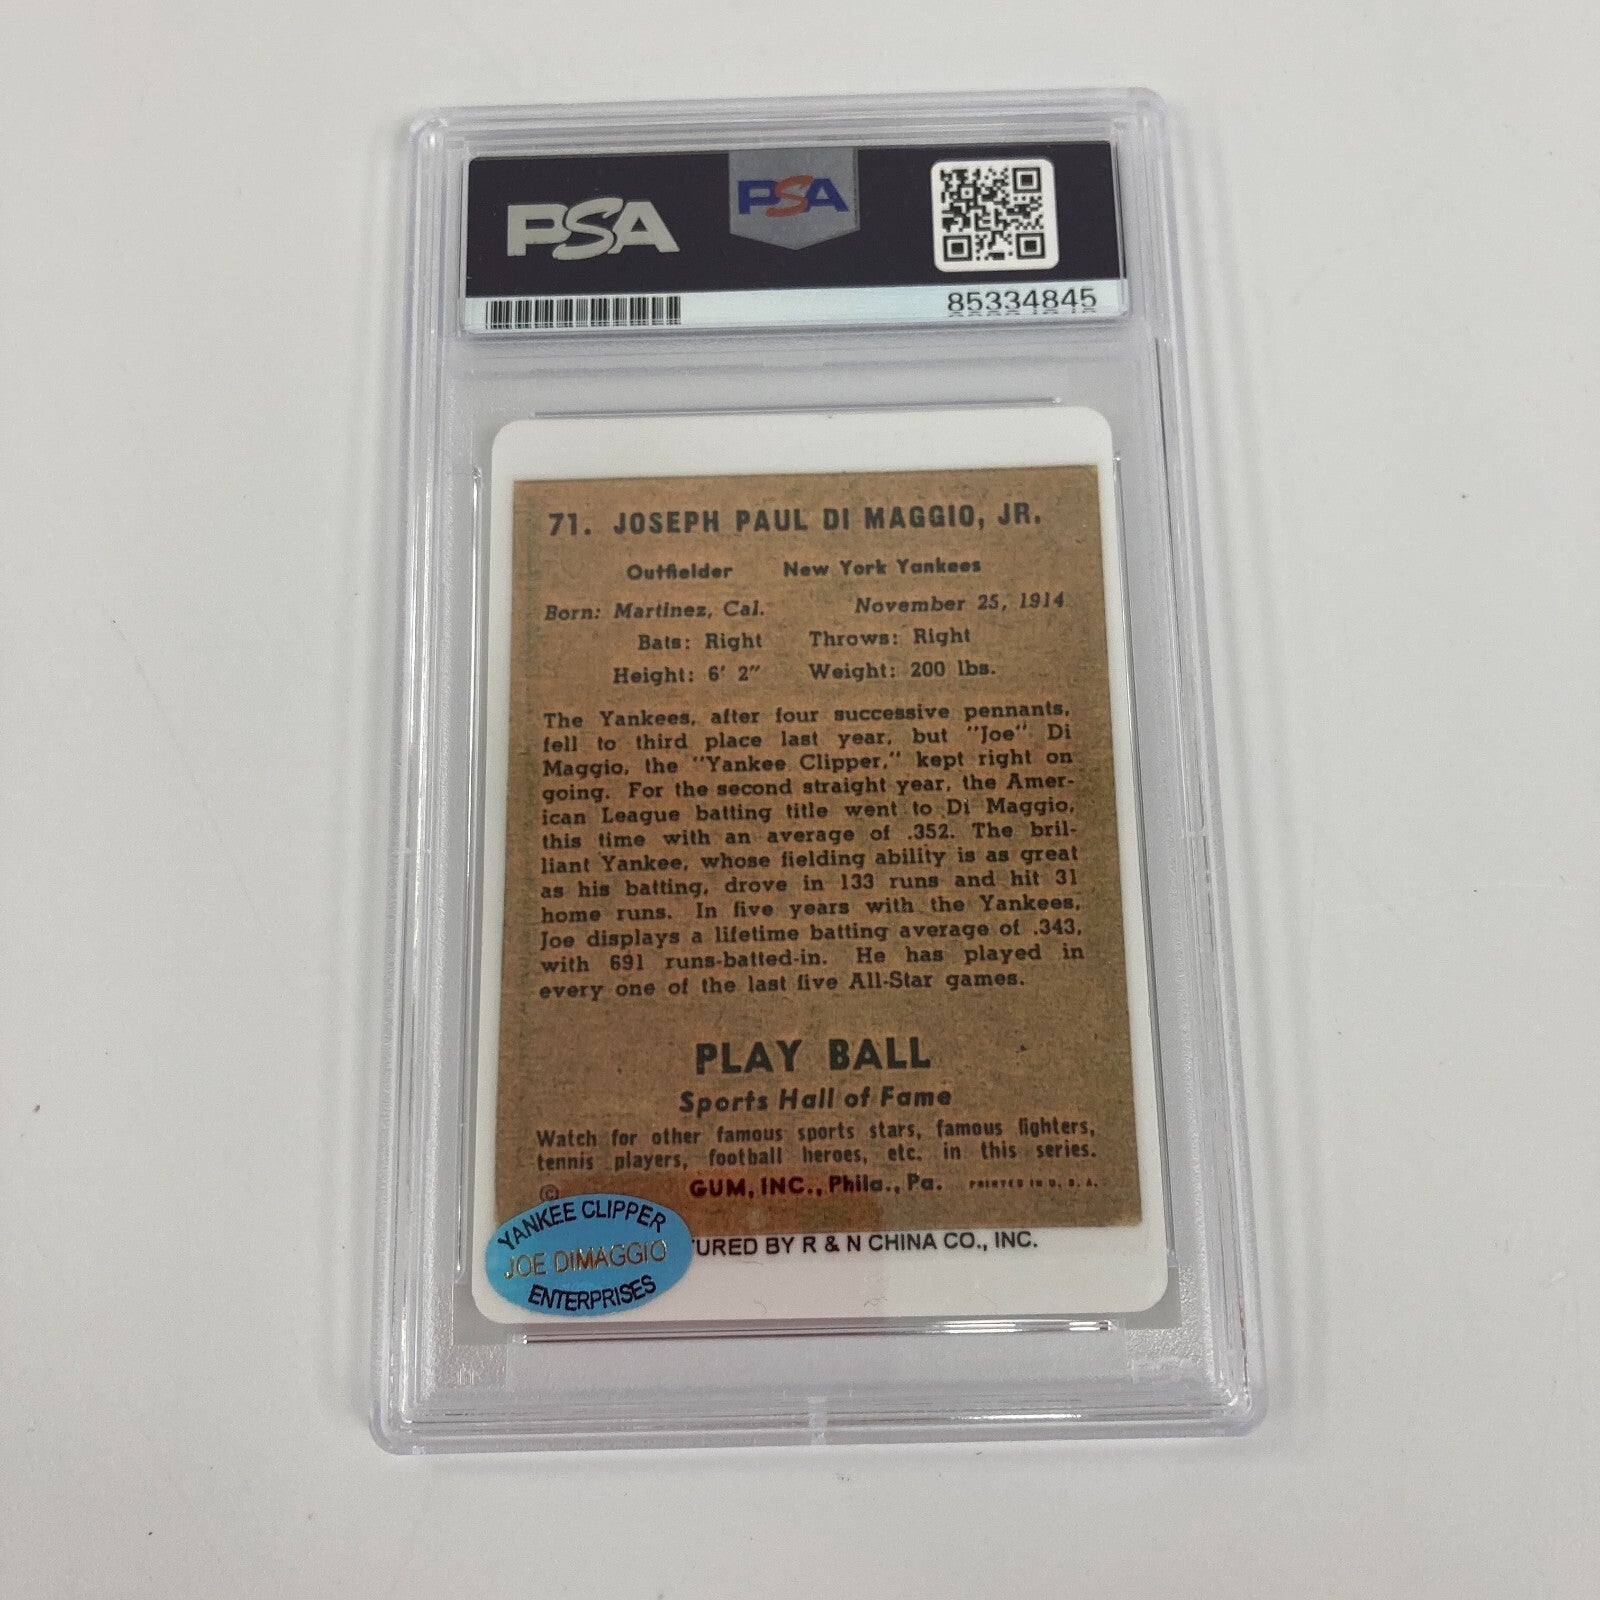 PSA
PSA
85334845
71. JOSEPH PAUL DI MAGGIO, JR.
Outfielder New York Yankees
Born: Martinez, Cal. November 25, 1914
Bats: Right Throws: Right
Height: 6' 2" Weight: 200 lbs.
The Yankees, after four successive pennants,
fell to third place last year, but "Joe" Di
Maggio, the "Yankee Clipper," kept right on
going. For the second straight year, the Amer-
ican League batting title went to Di Maggio,
this time with an average of .352. The bril-
liant Yankee, whose fielding ability is as great
as his batting, drove in 133 runs and hit 31
home runs. In five years with the Yankees,
Joe displays a lifetime batting average of .343,
with 691 runs-batted-in. He has played in
every one of the last five All-Star games.
PLAY BALL
Sports Hall of Fame
Watch for other famous sports stars, famous fighters,
tennis players, football heroes, etc. in this series.
© GUM, INC., Phila., Pa. PRINTED IN U. S. A.
YANKEE CLIPPER
JOE DIMAGGIO
ENTERPRISES
TURED BY R & N CHINA CO., INC.